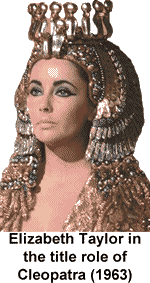 Elizabeth Taylor in
the title role of
Cleopatra (1963)